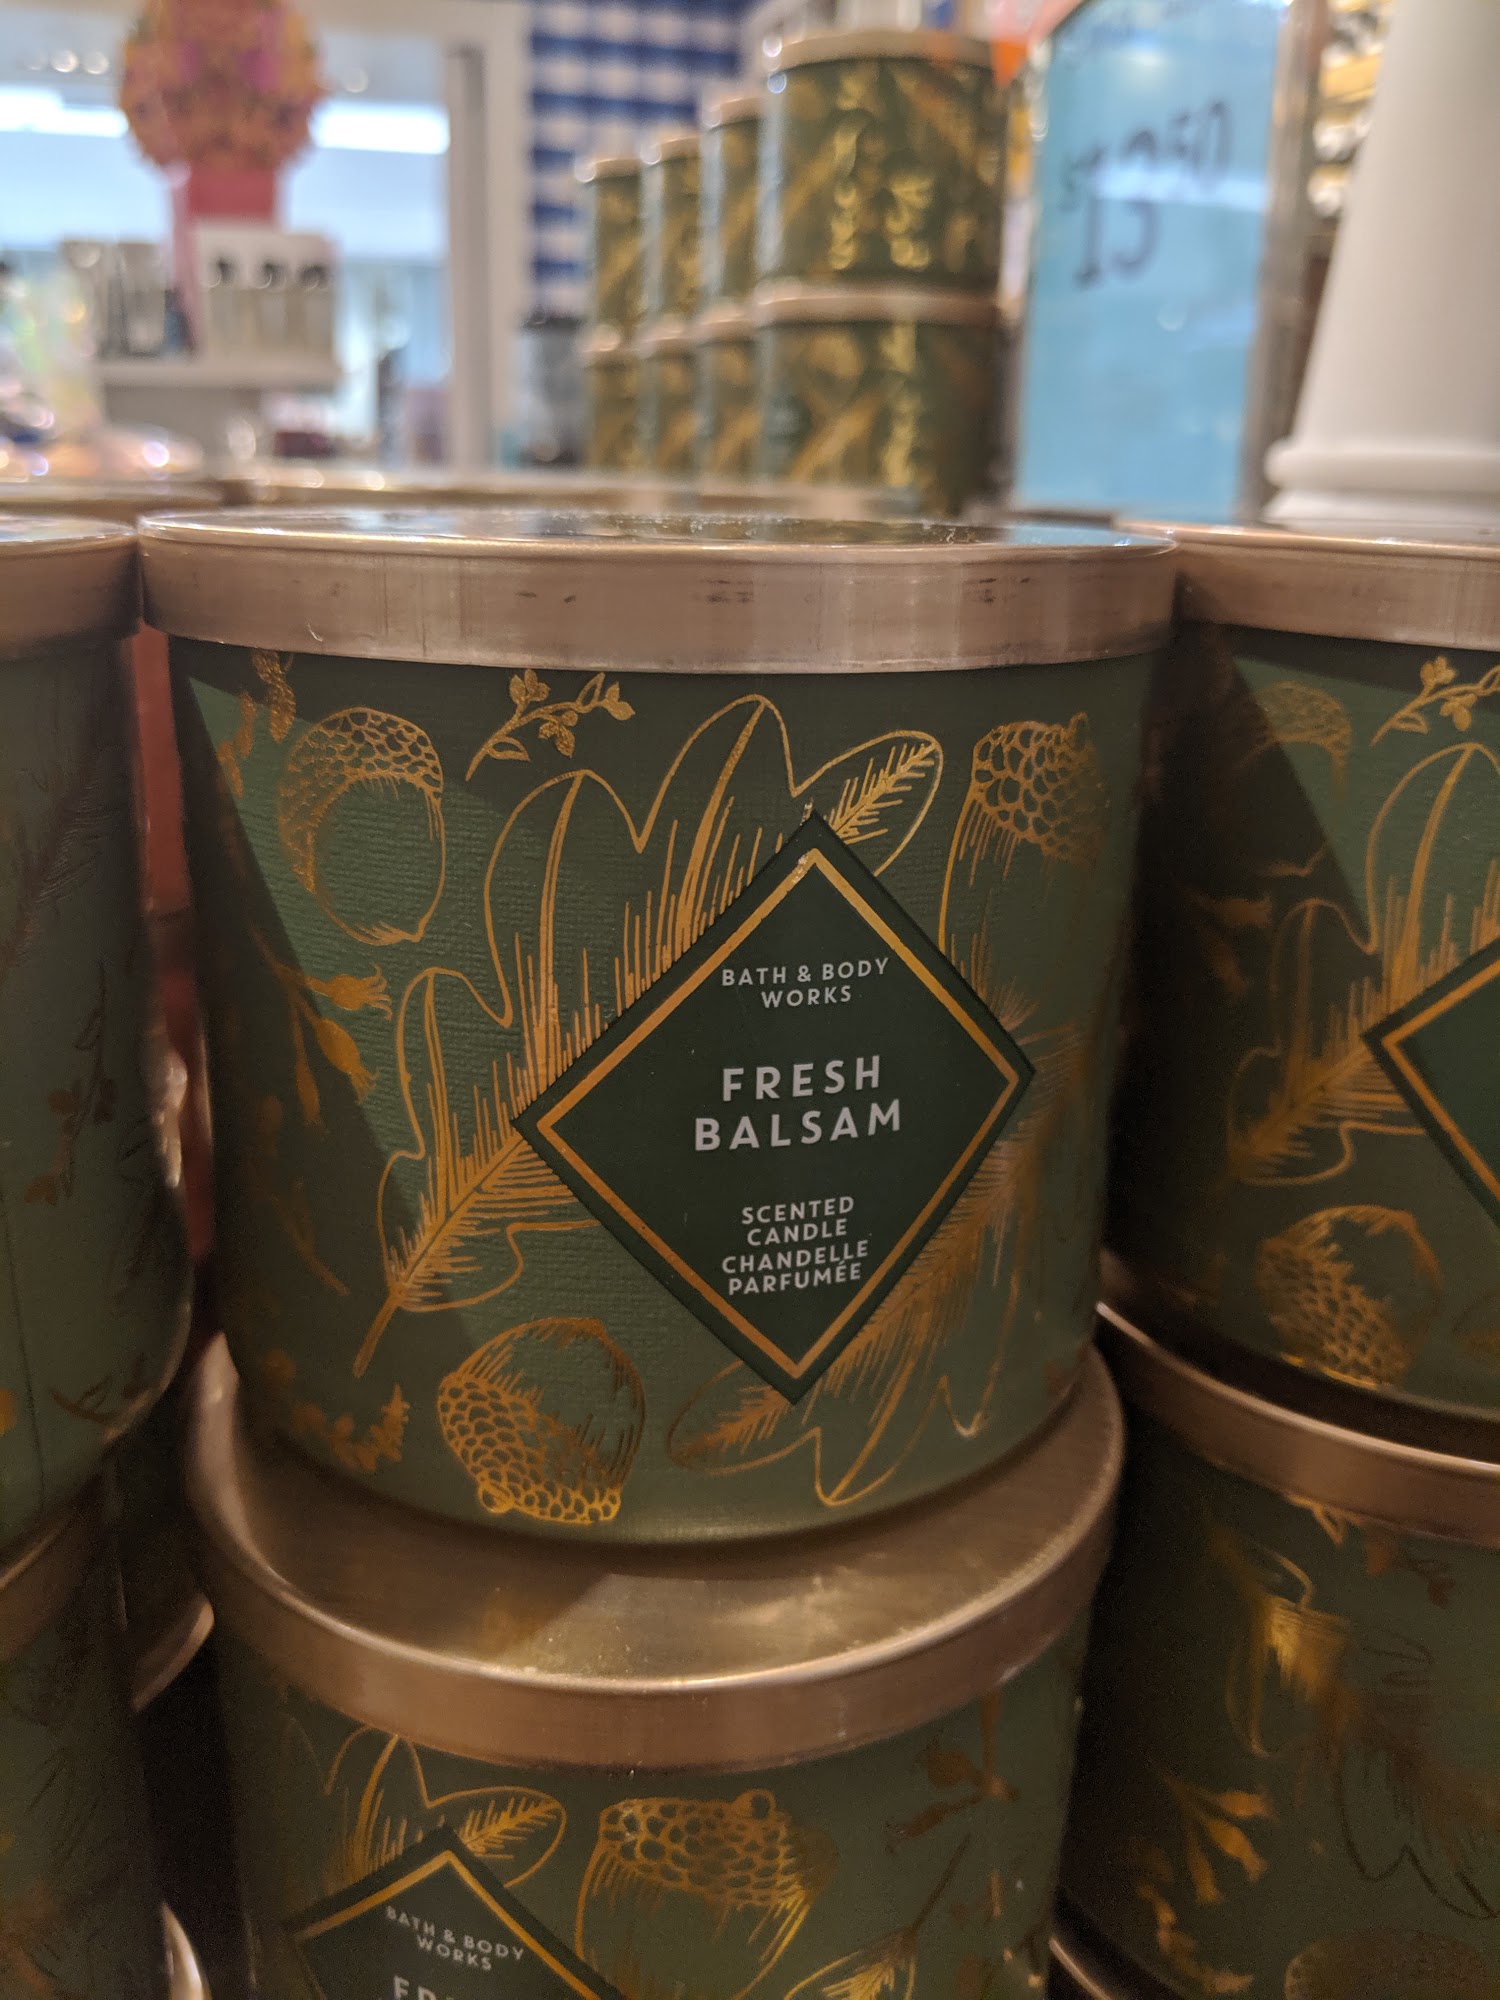 BATH & BODY
WORKS
FRESH
BALSAM
SCENTED
CANDLE
CHANDELLE
PARFUMÉE
BATH & BODY
WORKS